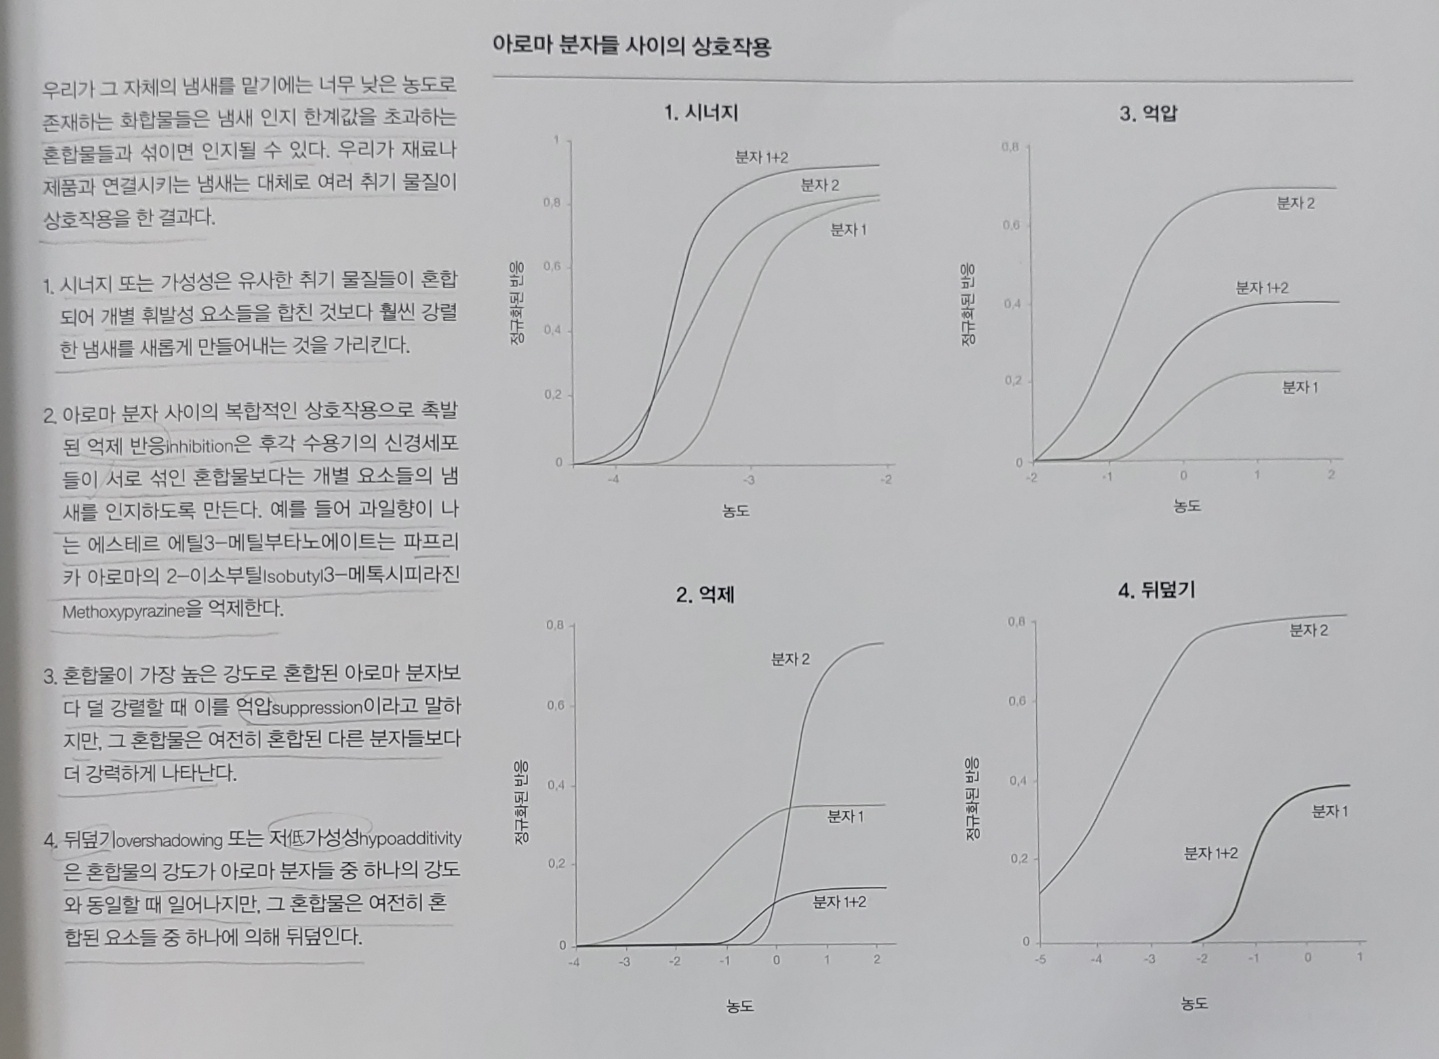 우리가 그 자체의 냄새를 맡기에는 너무 낮은 농도로
존재하는 화합물들은 냄새 인지 한계값을 초과하는
혼합물들과 섞이면 인지될 수 있다. 우리가 재료나
제품과 연결시키는 냄새는 대체로 여러 취기 물질이
상호작용을 한 결과다.
1. 시너지 또는 가성성은 유사한 취기 물질들이 혼합
되어 개별 휘발성 요소들을 합친 것보다 훨씬 강렬
한 냄새를 새롭게 만들어내는 것을 가리킨다.
2. 아로마 분자 사이의 복합적인 상호작용으로 촉발
된 억제 반응inhibition은 후각 수용기의 신경세포
들이 서로 섞인 혼합물보다는 개별 요소들의 냄
새를 인지하도록 만든다. 예를 들어 과일향이 나
는 에스테르 에틸3-메틸부타노에이트는 파프리
카 아로마의 2-이소부틸Isobutyl3-메톡시피라진
Methoxypyrazine을 억제한다.
3. 혼합물이 가장 높은 강도로 혼합된 아로마 분자보
다 덜 강렬할 때 이를 억압suppression이라고 말하
지만, 그 혼합물은 여전히 혼합된 다른 분자들보다
더 강력하게 나타난다.
4. 뒤덮기overshadowing 또는 저低가성성hypoadditivity
은 혼합물의 강도가 아로마 분자들 중 하나의 강도
와 동일할 때 일어나지만, 그 혼합물은 여전히 혼
합된 요소들 중 하나에 의해 뒤덮인다.
아로마 분자들 사이의 상호작용
1. 시너지
1
0,8
0,6
0,4
0,2
0
정규화된 반응
분자 1+2
분자 2
분자 1
-4
-3
-2
농도
3. 억압
0,8
0,6
0,4
0,2
0
정규화된 반응
분자 2
분자 1+2
분자 1
-2
-1
0
1
2
농도
2. 억제
0,8
0,6
0,4
0,2
0
정규화된 반응
분자 2
분자 1
분자 1+2
-4
-3
-2
-1
0
1
2
농도
4. 뒤덮기
0,8
0,6
0,4
0,2
0
정규화된 반응
분자 2
분자 1
분자 1+2
-5
-4
-3
-2
-1
0
1
농도